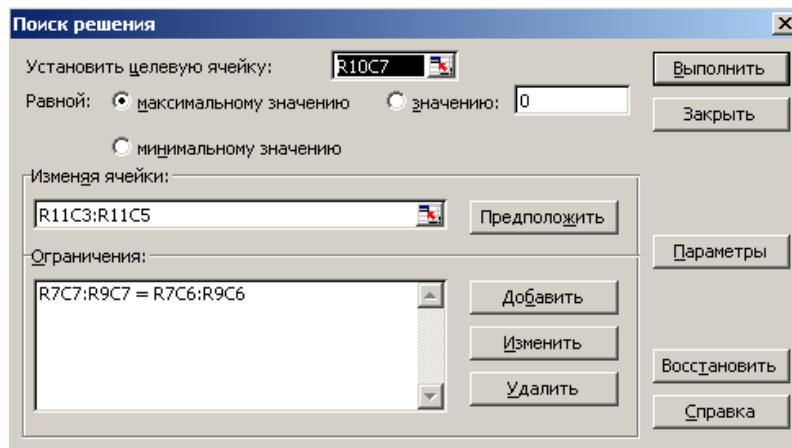 Поиск решения
Установить целевую ячейку: R10C7
Выполнить
Равной: максимальному значению значению: 0
Закрыть
минимальному значению
Изменяя ячейки:
R11C3:R11C5
Предположить
Ограничения:
Параметры
R7C7:R9C7 = R7C6:R9C6
Добавить
Изменить
Восстановить
Удалить
Справка